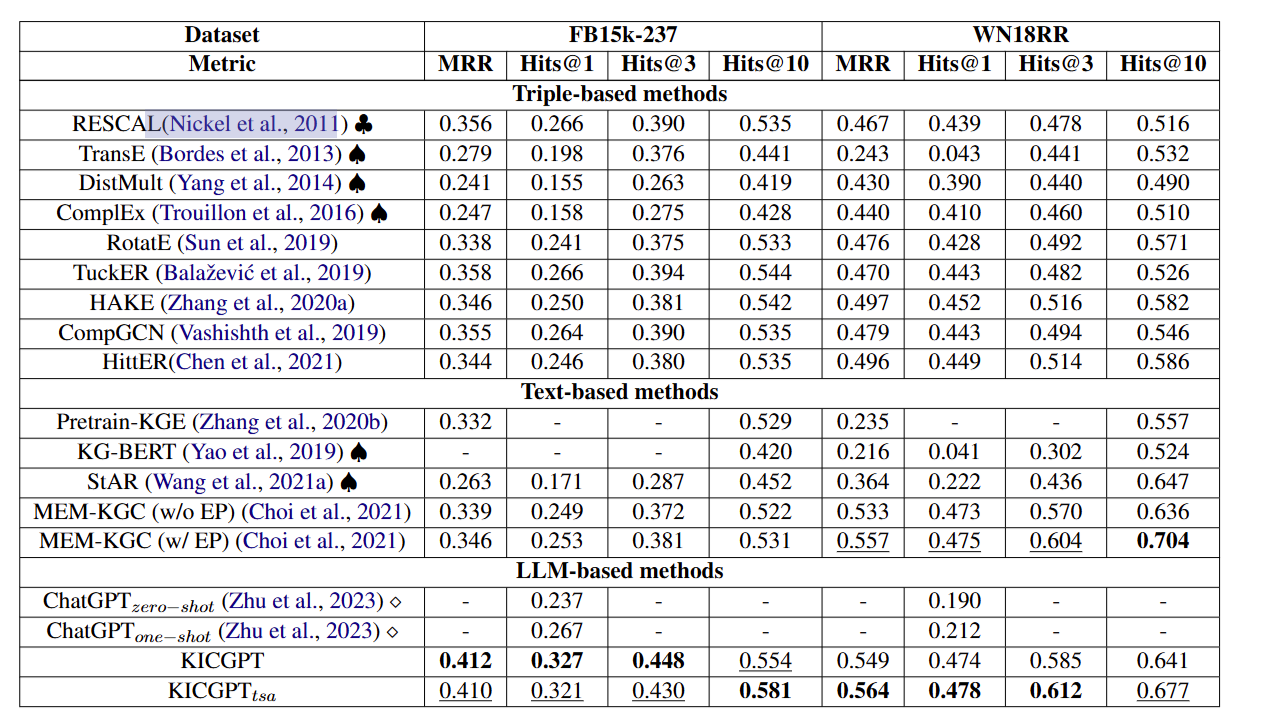 Dataset FB15k-237 WN18RR
Metric MRR Hits@1 Hits@3 Hits@10 MRR Hits@1 Hits@3 Hits@10
Triple-based methods
RESCAL(Nickel et al., 2011) ♣ 0.356 0.266 0.390 0.535 0.467 0.439 0.478 0.516
TransE (Bordes et al., 2013) ♠ 0.279 0.198 0.376 0.441 0.243 0.043 0.441 0.532
DistMult (Yang et al., 2014) ♠ 0.241 0.155 0.263 0.419 0.430 0.390 0.440 0.490
ComplEx (Trouillon et al., 2016) ♠ 0.247 0.158 0.275 0.428 0.440 0.410 0.460 0.510
RotatE (Sun et al., 2019) 0.338 0.241 0.375 0.533 0.476 0.428 0.492 0.571
TuckER (Balažević et al., 2019) 0.358 0.266 0.394 0.544 0.470 0.443 0.482 0.526
HAKE (Zhang et al., 2020a) 0.346 0.250 0.381 0.542 0.497 0.452 0.516 0.582
CompGCN (Vashishth et al., 2019) 0.355 0.264 0.390 0.535 0.479 0.443 0.494 0.546
HittER(Chen et al., 2021) 0.344 0.246 0.380 0.535 0.496 0.449 0.514 0.586
Text-based methods
Pretrain-KGE (Zhang et al., 2020b) 0.332 - - 0.529 0.235 - - 0.557
KG-BERT (Yao et al., 2019) ♠ - - - 0.420 0.216 0.041 0.302 0.524
StAR (Wang et al., 2021a) ♠ 0.263 0.171 0.287 0.452 0.364 0.222 0.436 0.647
MEM-KGC (w/o EP) (Choi et al., 2021) 0.339 0.249 0.372 0.522 0.533 0.473 0.570 0.636
MEM-KGC (w/ EP) (Choi et al., 2021) 0.346 0.253 0.381 0.531 0.557 0.475 0.604 0.704
LLM-based methods
ChatGPTzero−shot (Zhu et al., 2023) ◇ - 0.237 - - - 0.190 - -
ChatGPTone−shot (Zhu et al., 2023) ◇ - 0.267 - - - 0.212 - -
KICGPT 0.412 0.327 0.448 0.554 0.549 0.474 0.585 0.641
KICGPTtsa 0.410 0.321 0.430 0.581 0.564 0.478 0.612 0.677